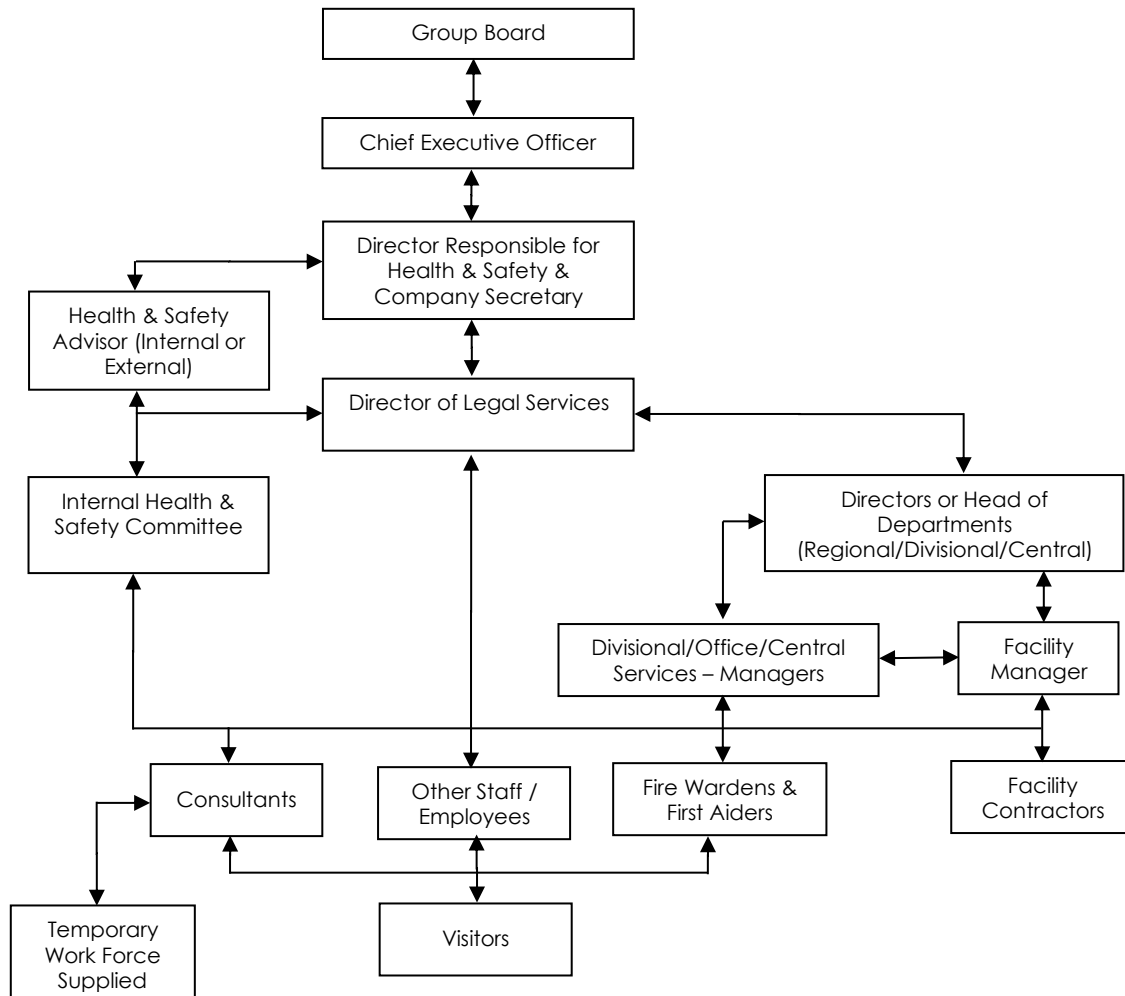 Group Board
Chief Executive Officer
Director Responsible for
Health & Safety &
Company Secretary
Health & Safety
Advisor (Internal or
External)
Director of Legal Services
Internal Health &
Safety Committee
Directors or Head of
Departments
(Regional/Divisional/Central)
Divisional/Office/Central
Services – Managers
Facility
Manager
Consultants
Other Staff /
Employees
Fire Wardens &
First Aiders
Facility
Contractors
Temporary
Work Force
Supplied
Visitors